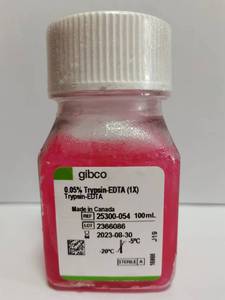 gibco
0.05% Trypsin-EDTA (1X)
Trypsin-EDTA
Made in Canada
REF 25300-054 100mL
LOT 2366086
2023-08-30
-5°C
-20°C
STERILE A
J19